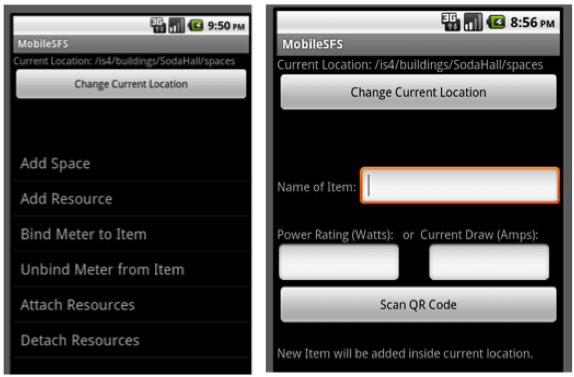 3G 9:50 PM
MobileSFS
Current Location: /is4/buildings/SodaHall/spaces
Change Current Location
Add Space
Add Resource
Bind Meter to Item
Unbind Meter from Item
Attach Resources
Detach Resources
3G 8:56 PM
MobileSFS
Current Location: /is4/buildings/SodaHall/spaces
Change Current Location
Name of Item:
Power Rating (Watts): or Current Draw (Amps):
Scan QR Code
New Item will be added inside current location.